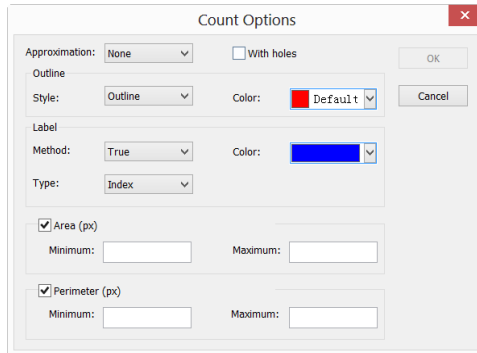 Count Options
Approximation: None With holes OK
Outline
Style: Outline Color: Default Cancel
Label
Method: True Color:
Type: Index
Area (px)
Minimum: Maximum:
Perimeter (px)
Minimum: Maximum: